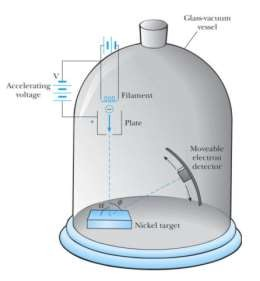 Glass-vacuum
vessel
V
Accelerating
voltage
Filament
Plate
+
−
Moveable
electron
detector
Nickel target